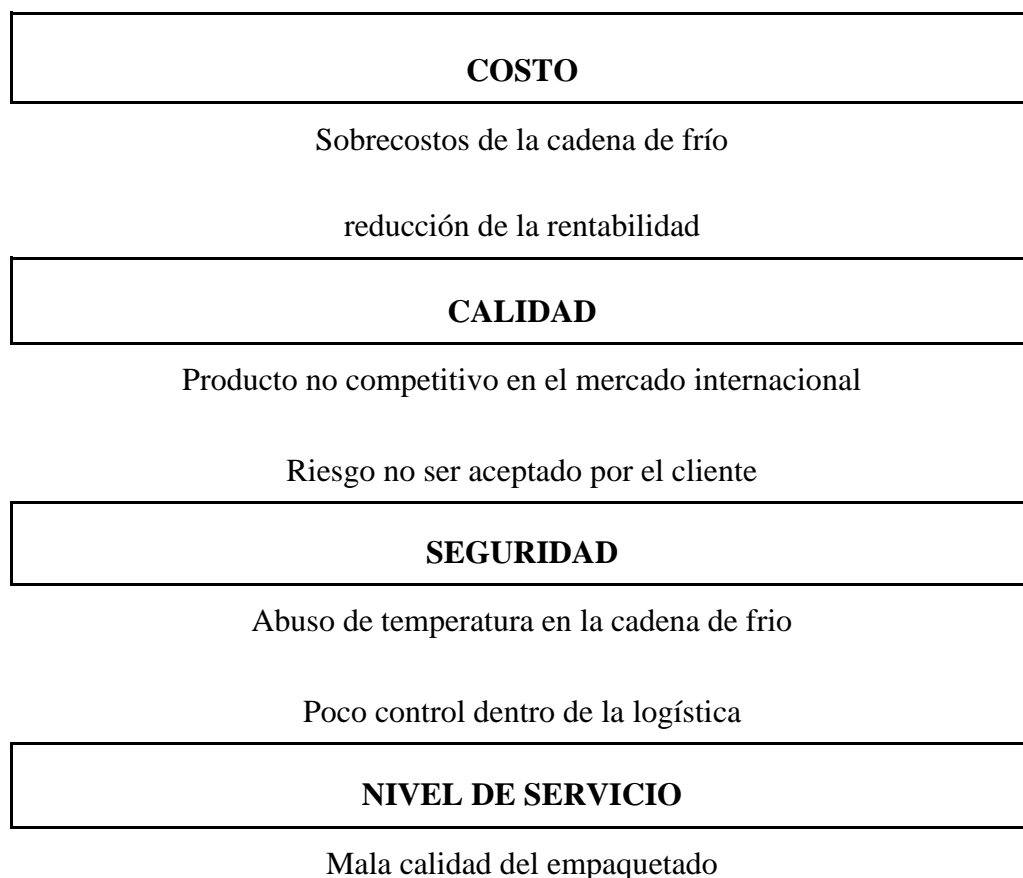 COSTO
Sobrecostos de la cadena de frío
reducción de la rentabilidad
CALIDAD
Producto no competitivo en el mercado internacional
Riesgo no ser aceptado por el cliente
SEGURIDAD
Abuso de temperatura en la cadena de frio
Poco control dentro de la logística
NIVEL DE SERVICIO
Mala calidad del empaquetado